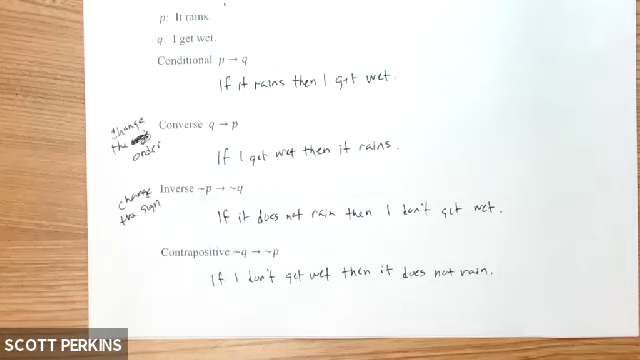 p: It rains.
q: I get wet.
Conditional p → q
If it rains then I get wet.
change
the
order
Converse q → p
If I get wet then it rains.
change
the sign
Inverse ~p → ~q
If it does not rain then I don't get wet.
Contrapositive ~q → ~p
If I don't get wet then it does not rain.
SCOTT PERKINS